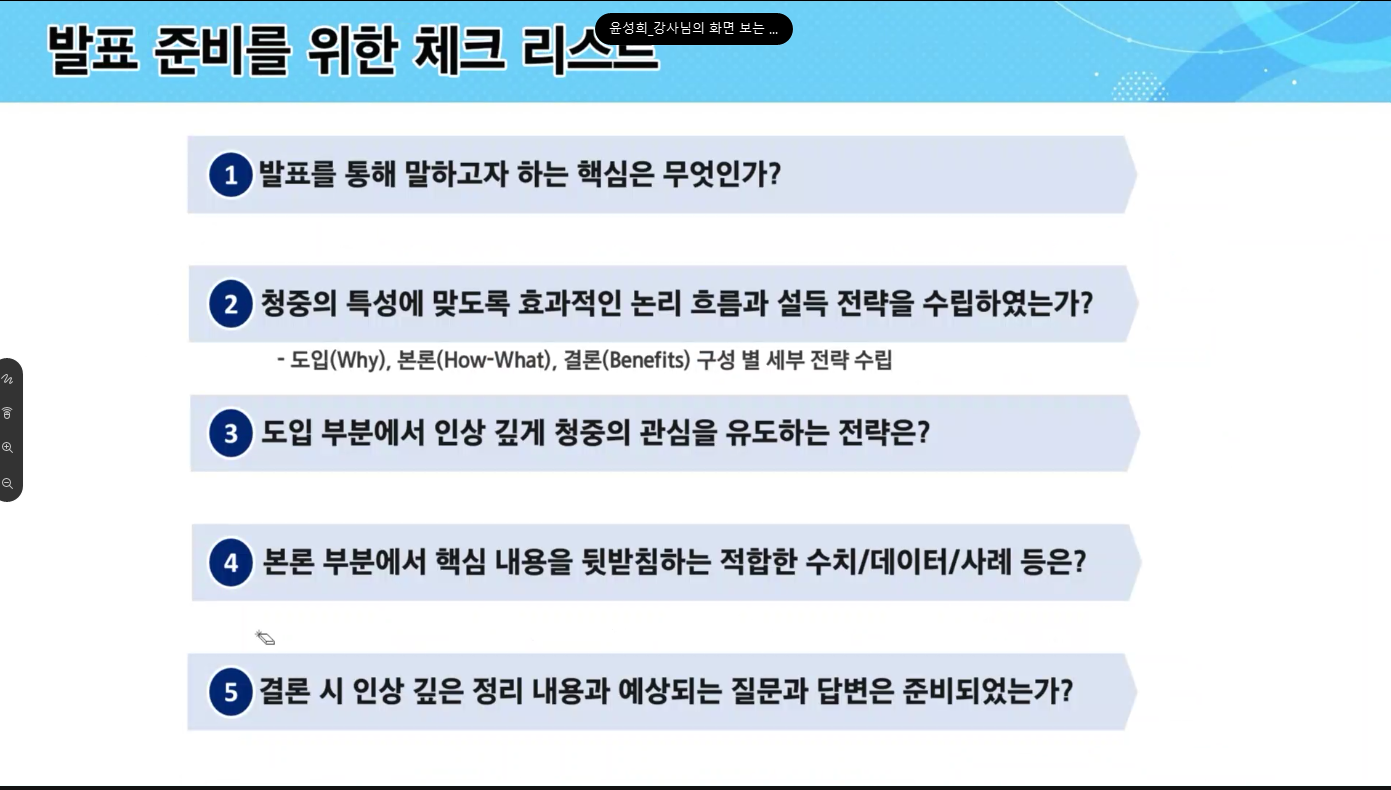 윤성희_강사님의 화면 보는 ...
발표 준비를 위한 체크 리스트
1 발표를 통해 말하고자 하는 핵심은 무엇인가?
2 청중의 특성에 맞도록 효과적인 논리 흐름과 설득 전략을 수립하였는가?
- 도입(Why), 본론(How-What), 결론(Benefits) 구성 별 세부 전략 수립
3 도입 부분에서 인상 깊게 청중의 관심을 유도하는 전략은?
4 본론 부분에서 핵심 내용을 뒷받침하는 적합한 수치/데이터/사례 등은?
5 결론 시 인상 깊은 정리 내용과 예상되는 질문과 답변은 준비되었는가?